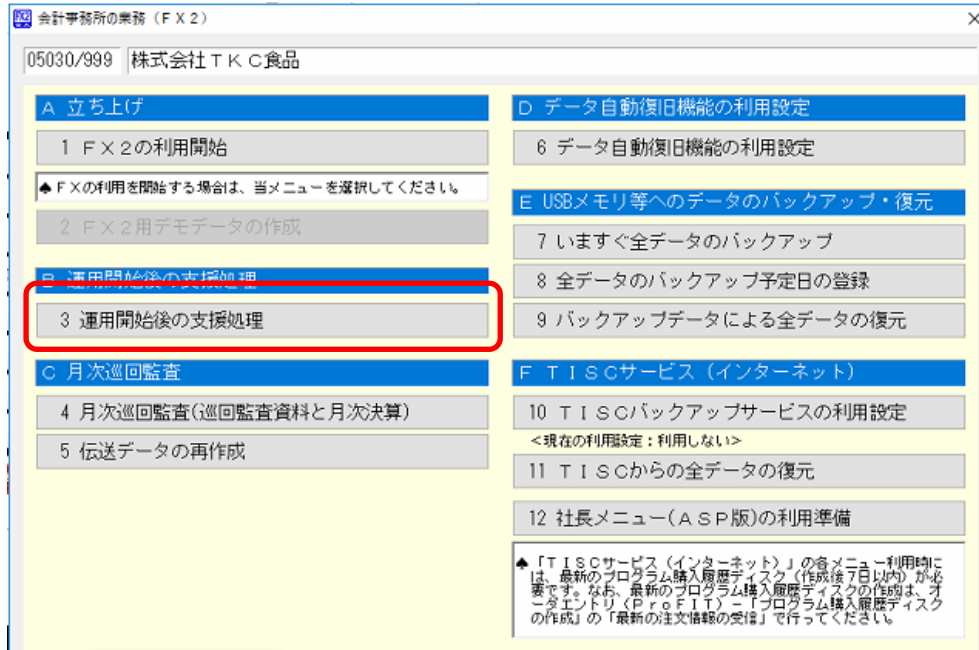 会計事務所の業務（ＦＸ２）
05030/999 株式会社ＴＫＣ食品
Ａ 立ち上げ
1 ＦＸ２の利用開始
♠ＦＸの利用を開始する場合は、当メニューを選択してください。
2 ＦＸ２用デモデータの作成
Ｂ 運用開始後の支援処理
3 運用開始後の支援処理
Ｃ 月次巡回監査
4 月次巡回監査(巡回監査資料と月次決算)
5 伝送データの再作成
Ｄ データ自動復旧機能の利用設定
6 データ自動復旧機能の利用設定
Ｅ USBメモリ等へのデータのバックアップ・復元
7 いますぐ全データのバックアップ
8 全データのバックアップ予定日の登録
9 バックアップデータによる全データの復元
Ｆ ＴＩＳＣサービス（インターネット）
10 ＴＩＳＣバックアップサービスの利用設定
<現在の利用設定：利用しない>
11 ＴＩＳＣからの全データの復元
12 社長メニュー(ＡＳＰ版)の利用準備
♠「ＴＩＳＣサービス（インターネット）」の各メニュー利用時に
は、最新のプログラム購入履歴ディスク（作成後７日以内）が必
要です。なお、最新のプログラム購入履歴ディスクの作成は、オ
ーダエントリ（ＰｒｏＦＩＴ）－「プログラム購入履歴ディスク
の作成」の「最新の注文情報の受信」で行ってください。